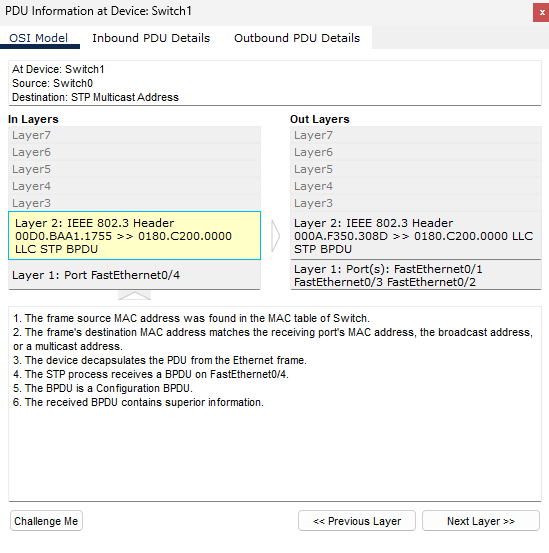 PDU Information at Device: Switch1
x
OSI Model Inbound PDU Details Outbound PDU Details
At Device: Switch1
Source: Switch0
Destination: STP Multicast Address
In Layers
Layer7
Layer6
Layer5
Layer4
Layer3
Layer 2: IEEE 802.3 Header
00D0.BAA1.1755 >> 0180.C200.0000
LLC STP BPDU
Layer 1: Port FastEthernet0/4
Out Layers
Layer7
Layer6
Layer5
Layer4
Layer3
Layer 2: IEEE 802.3 Header
000A.F350.308D >> 0180.C200.0000 LLC
STP BPDU
Layer 1: Port(s): FastEthernet0/1
FastEthernet0/3 FastEthernet0/2
1. The frame source MAC address was found in the MAC table of Switch.
2. The frame's destination MAC address matches the receiving port's MAC address, the broadcast address,
or a multicast address.
3. The device decapsulates the PDU from the Ethernet frame.
4. The STP process receives a BPDU on FastEthernet0/4.
5. The BPDU is a Configuration BPDU.
6. The received BPDU contains superior information.
Challenge Me << Previous Layer Next Layer >>